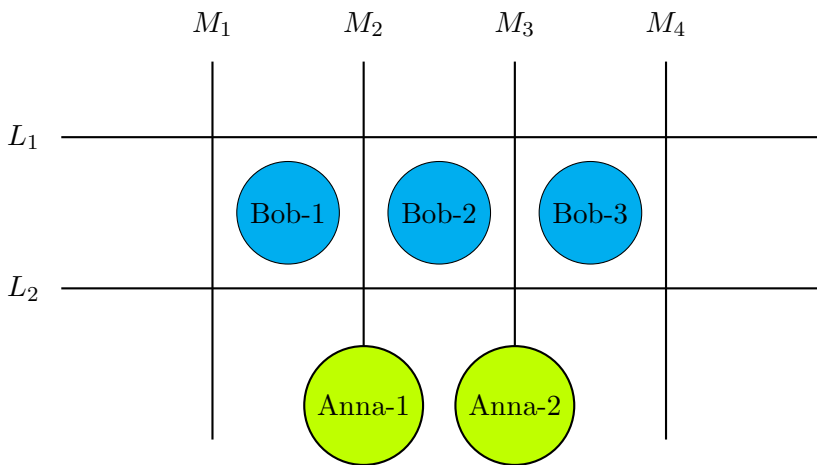 M₁ M₂ M₃ M₄
L₁
Bob-1 Bob-2 Bob-3
L₂
Anna-1 Anna-2